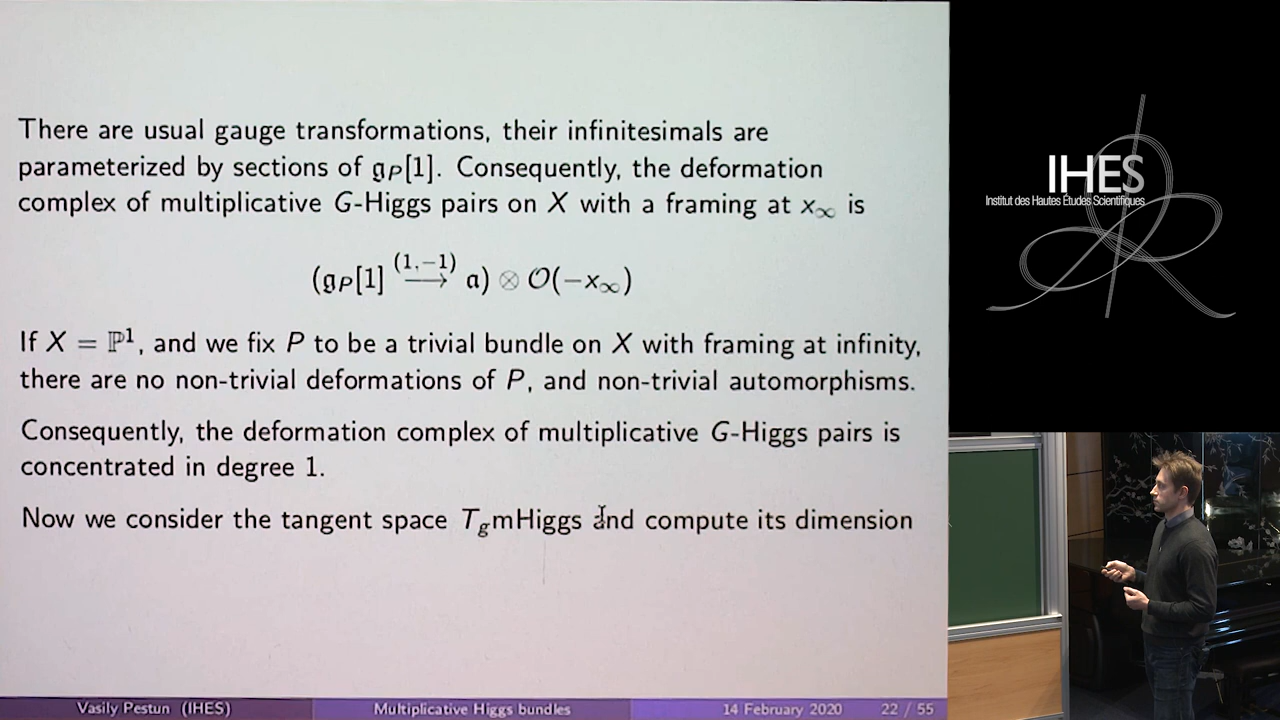 There are usual gauge transformations, their infinitesimals are
parameterized by sections of 𝔤_P[1]. Consequently, the deformation
complex of multiplicative G-Higgs pairs on X with a framing at x_∞ is
(𝔤_P[1] \xrightarrow{(1,-1)} 𝔞) ⊗ 𝒪(−x_∞)
If X = ℙ¹, and we fix P to be a trivial bundle on X with framing at infinity,
there are no non-trivial deformations of P, and non-trivial automorphisms.
Consequently, the deformation complex of multiplicative G-Higgs pairs is
concentrated in degree 1.
Now we consider the tangent space T_g mHiggs and compute its dimension
Vasily Pestun (IHES) Multiplicative Higgs bundles 14 February 2020 22 / 55
IHES
Institut des Hautes Études Scientifiques